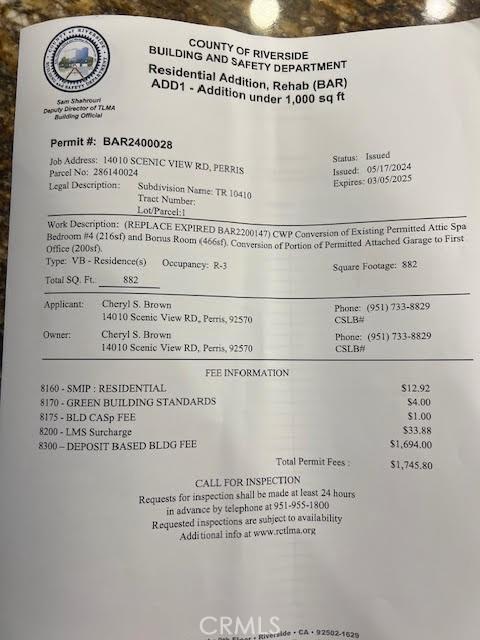 COUNTY OF RIVERSIDE
BUILDING AND SAFETY DEPARTMENT
Residential Addition, Rehab (BAR)
ADD1 - Addition under 1,000 sq ft
Sam Shahrouri
Deputy Director of TLMA
Building Official
Permit #: BAR2400028
Job Address: 14010 SCENIC VIEW RD, PERRIS
Parcel No: 286140024
Legal Description: Subdivision Name: TR 10410
Tract Number:
Lot/Parcel:1
Status: Issued
Issued: 05/17/2024
Expires: 03/05/2025
Work Description: (REPLACE EXPIRED BAR2200147) CWP Conversion of Existing Permitted Attic Spa
Bedroom #4 (216sf) and Bonus Room (466sf). Conversion of Portion of Permitted Attached Garage to First
Office (200sf).
Type: VB - Residence(s) Occupancy: R-3 Square Footage: 882
Total SQ. Ft. 882
Applicant: Cheryl S. Brown Phone: (951) 733-8829
14010 Scenic View RD, Perris, 92570 CSLB#
Owner: Cheryl S. Brown Phone: (951) 733-8829
14010 Scenic View RD, Perris, 92570 CSLB#
FEE INFORMATION
8160 - SMIP : RESIDENTIAL $12.92
8170 - GREEN BUILDING STANDARDS $4.00
8175 - BLD CASp FEE $1.00
8200 - LMS Surcharge $33.88
8300 – DEPOSIT BASED BLDG FEE $1,694.00
Total Permit Fees : $1,745.80
CALL FOR INSPECTION
Requests for inspection shall be made at least 24 hours
in advance by telephone at 951-955-1800
Requested inspections are subject to availability
Additional info at www.rctlma.org
9th Floor • Riverside • CA • 92502-1629
CRMLS